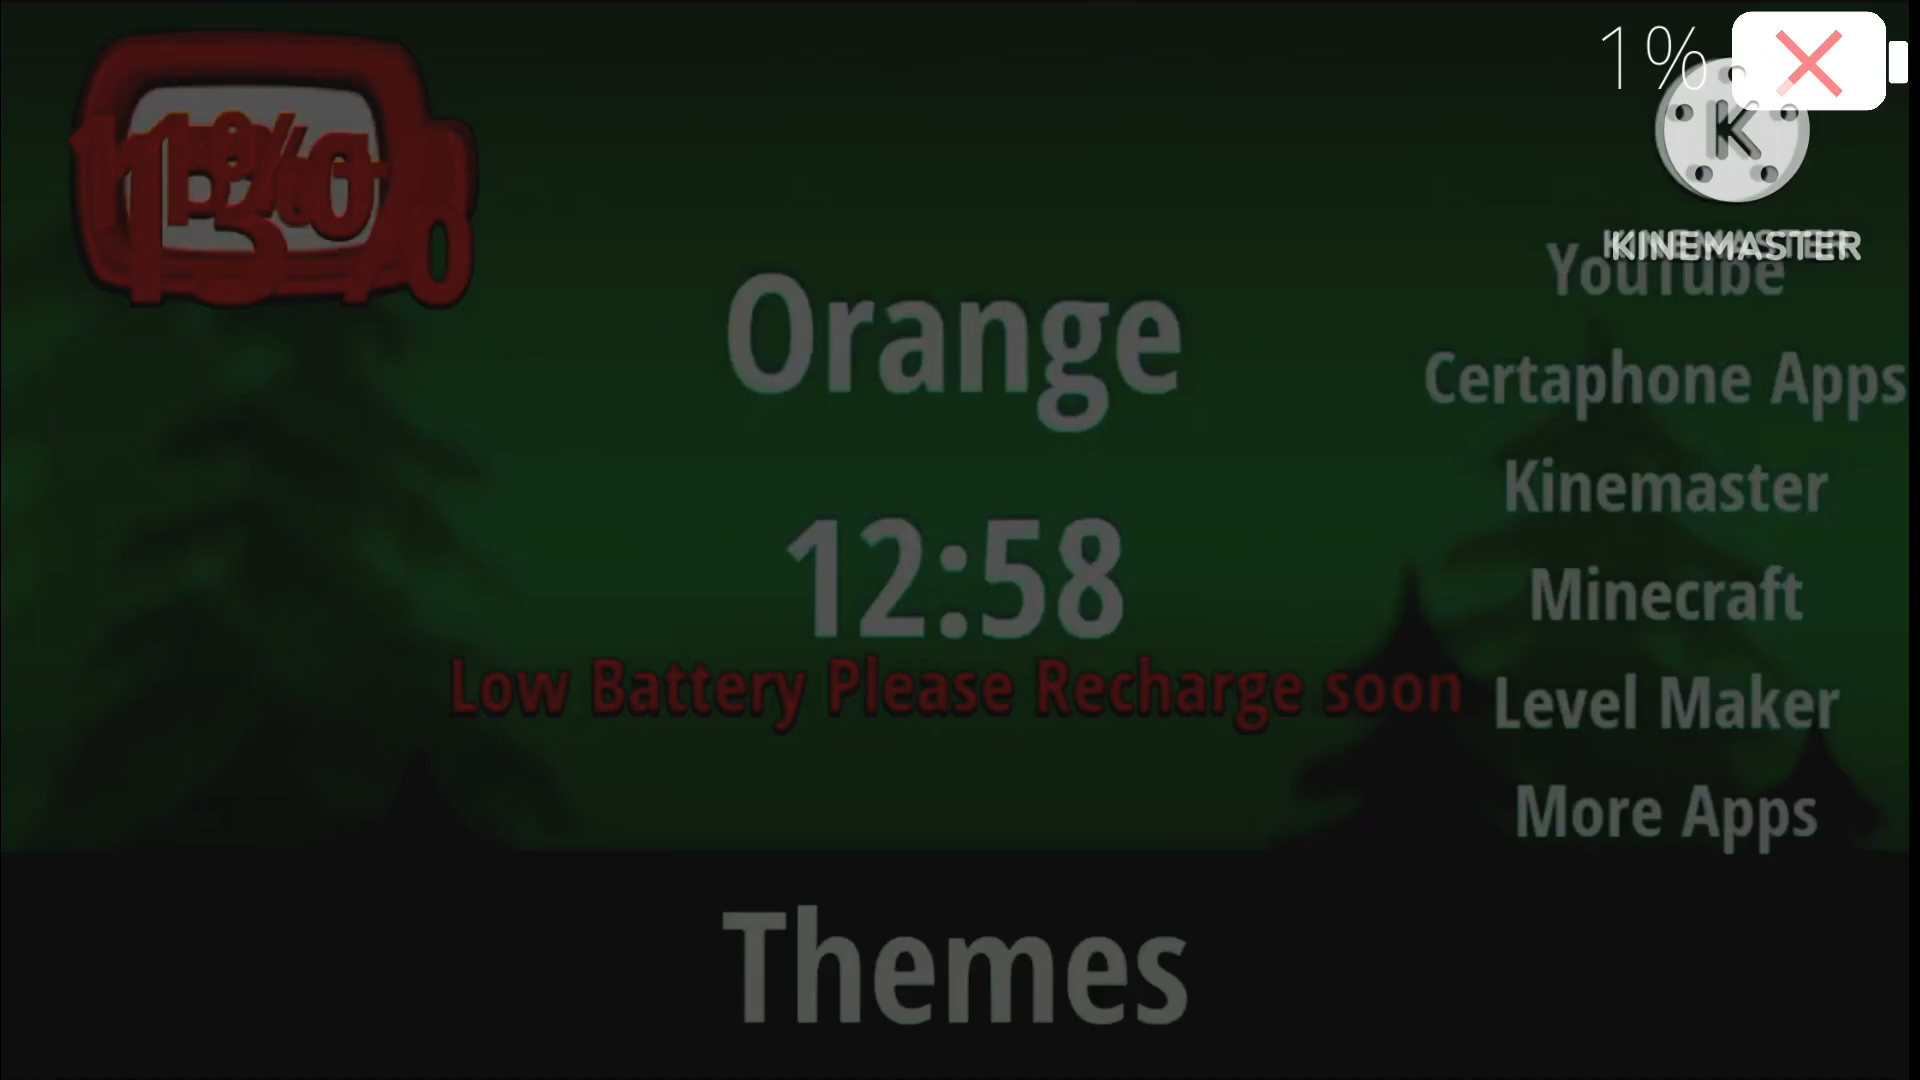 1%
K
KINEMASTER
YouTube
Orange
Certaphone Apps
Kinemaster
12:58
Minecraft
Low Battery Please Recharge soon
Level Maker
More Apps
Themes